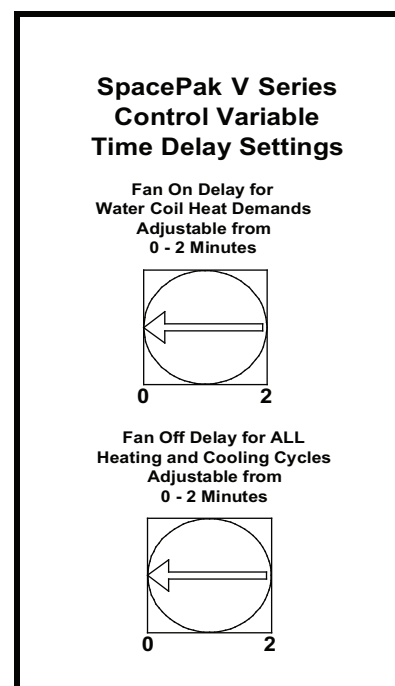 SpacePak V Series
Control Variable
Time Delay Settings
Fan On Delay for
Water Coil Heat Demands
Adjustable from
0 - 2 Minutes
0 2
Fan Off Delay for ALL
Heating and Cooling Cycles
Adjustable from
0 - 2 Minutes
0 2